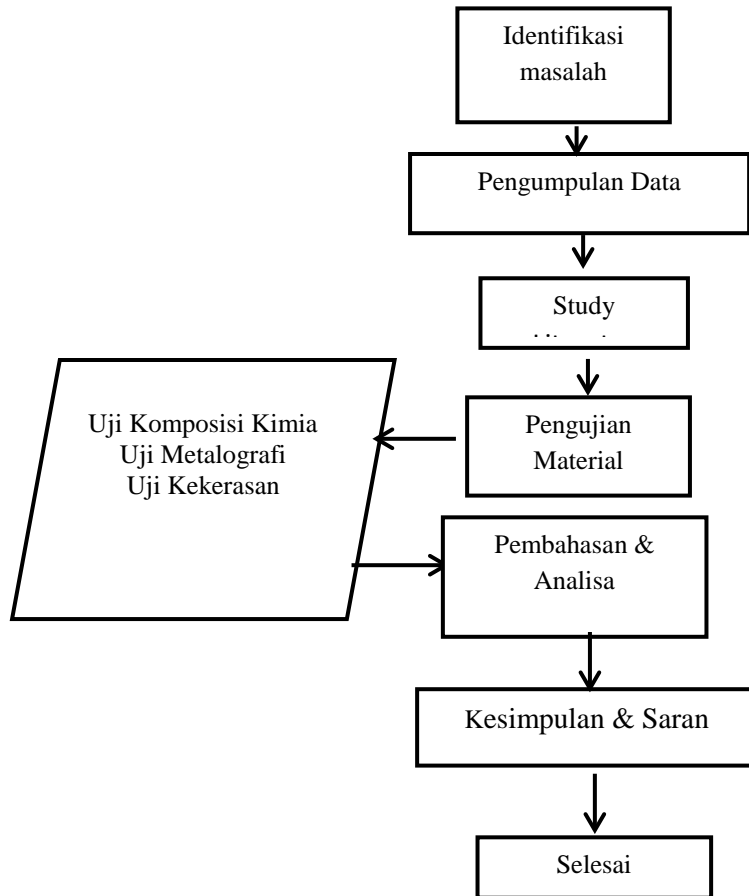 Identifikasi
masalah
Pengumpulan Data
Study
Pengujian
Material
Uji Komposisi Kimia
Uji Metalografi
Uji Kekerasan
Pembahasan &
Analisa
Kesimpulan & Saran
Selesai